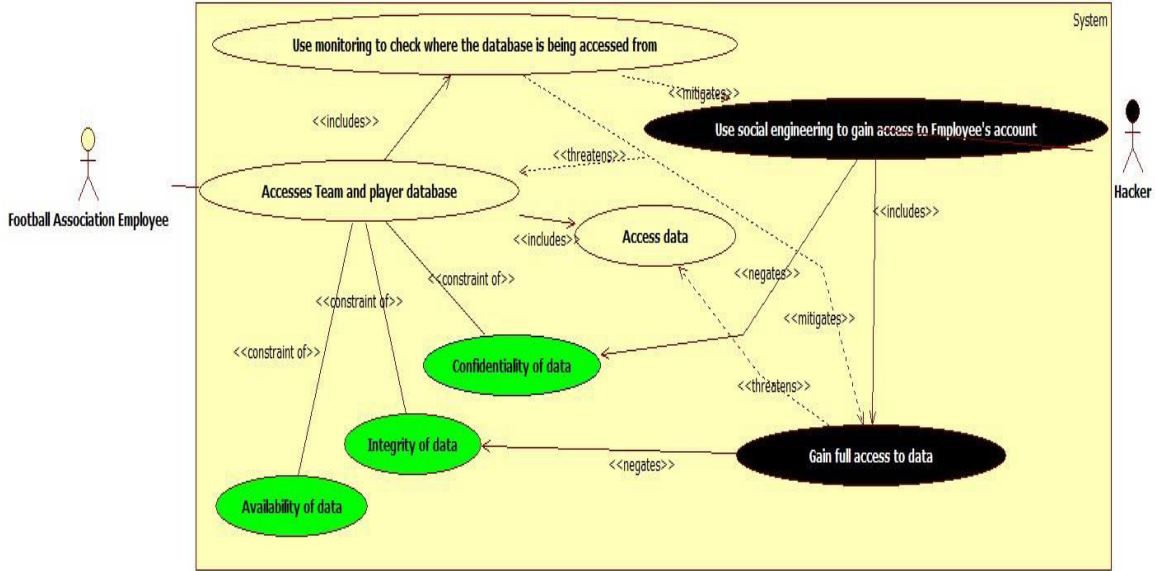 System
Use monitoring to check where the database is being accessed from
<<mitigates>>
<<includes>>
Use social engineering to gain access to Employee's account
<<threatens>>
Accesses Team and player database
Football Association Employee
Hacker
<<includes>>
<<includes>>
Access data
<<constraint of>>
<<negates>>
<<constraint of>>
<<mitigates>>
<<constraint of>>
Confidentiality of data
<<threatens>>
Integrity of data
<<negates>>
Gain full access to data
Availability of data